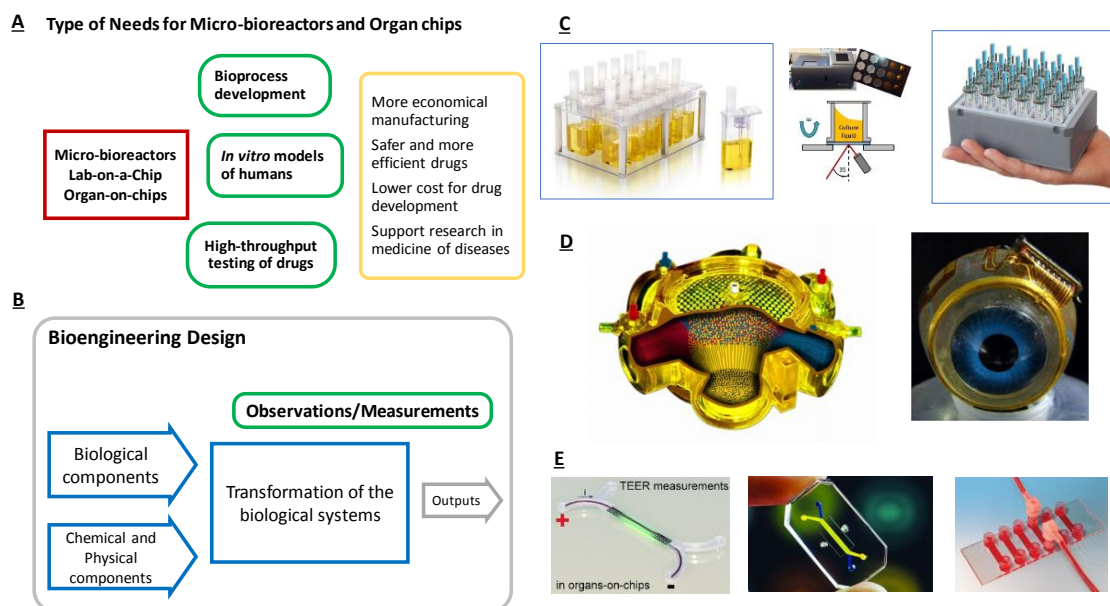 A Type of Needs for Micro-bioreactors and Organ chips
Bioprocess
development
Micro-bioreactors
Lab-on-a-Chip
Organ-on-chips
In vitro models
of humans
High-throughput
testing of drugs
More economical
manufacturing
Safer and more
efficient drugs
Lower cost for drug
development
Support research in
medicine of diseases
B
Bioengineering Design
Observations/Measurements
Biological
components
Chemical and
Physical
components
Transformation of the
biological systems
Outputs
C
ω
Culture
liquid
35
D
E
TEER measurements
i
+
-
in organs-on-chips